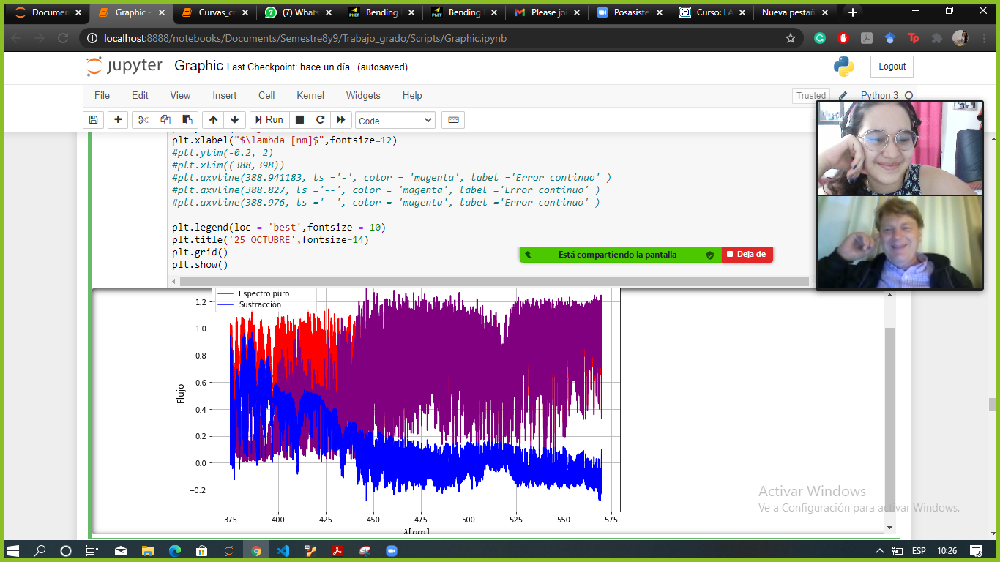 Documen
Graphic -
Curvas_cr
(7) Whats
Bending
Bending
Please joi
Posasiste
Curso: LA
Nueva pestañ
localhost:8888/notebooks/Documents/Semestre8y9/Trabajo_grado/Scripts/Graphic.ipynb
jupyter Graphic Last Checkpoint: hace un día (autosaved)
Logout
File Edit View Insert Cell Kernel Widgets Help
Trusted
Python 3
Run
Code
plt.xlabel("$\lambda [nm]$",fontsize=12)
#plt.ylim(-0.2, 2)
#plt.xlim((388,398))
#plt.axvline(388.941183, ls ='-', color = 'magenta', label ='Error continuo' )
#plt.axvline(388.827, ls ='--', color = 'magenta', label ='Error continuo' )
#plt.axvline(388.976, ls ='--', color = 'magenta', label ='Error continuo' )
plt.legend(loc = 'best',fontsize = 10)
plt.title('25 OCTUBRE',fontsize=14)
plt.grid()
plt.show()
Está compartiendo la pantalla
Deja de
Espectro puro
Sustracción
1.2
1.0
0.8
0.6
0.4
0.2
0.0
−0.2
Flujo
375 400 425 450 475 500 525 550 575
λ[nm]
Activar Windows
Ve a Configuración para activar Windows.
ESP
10:26